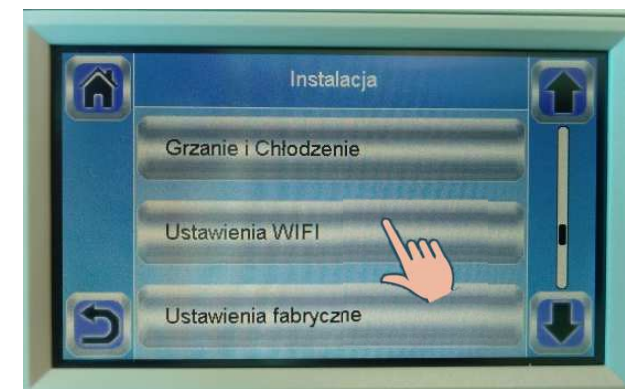 Instalacja
Grzanie i Chłodzenie
Ustawienia WIFI
Ustawienia fabryczne